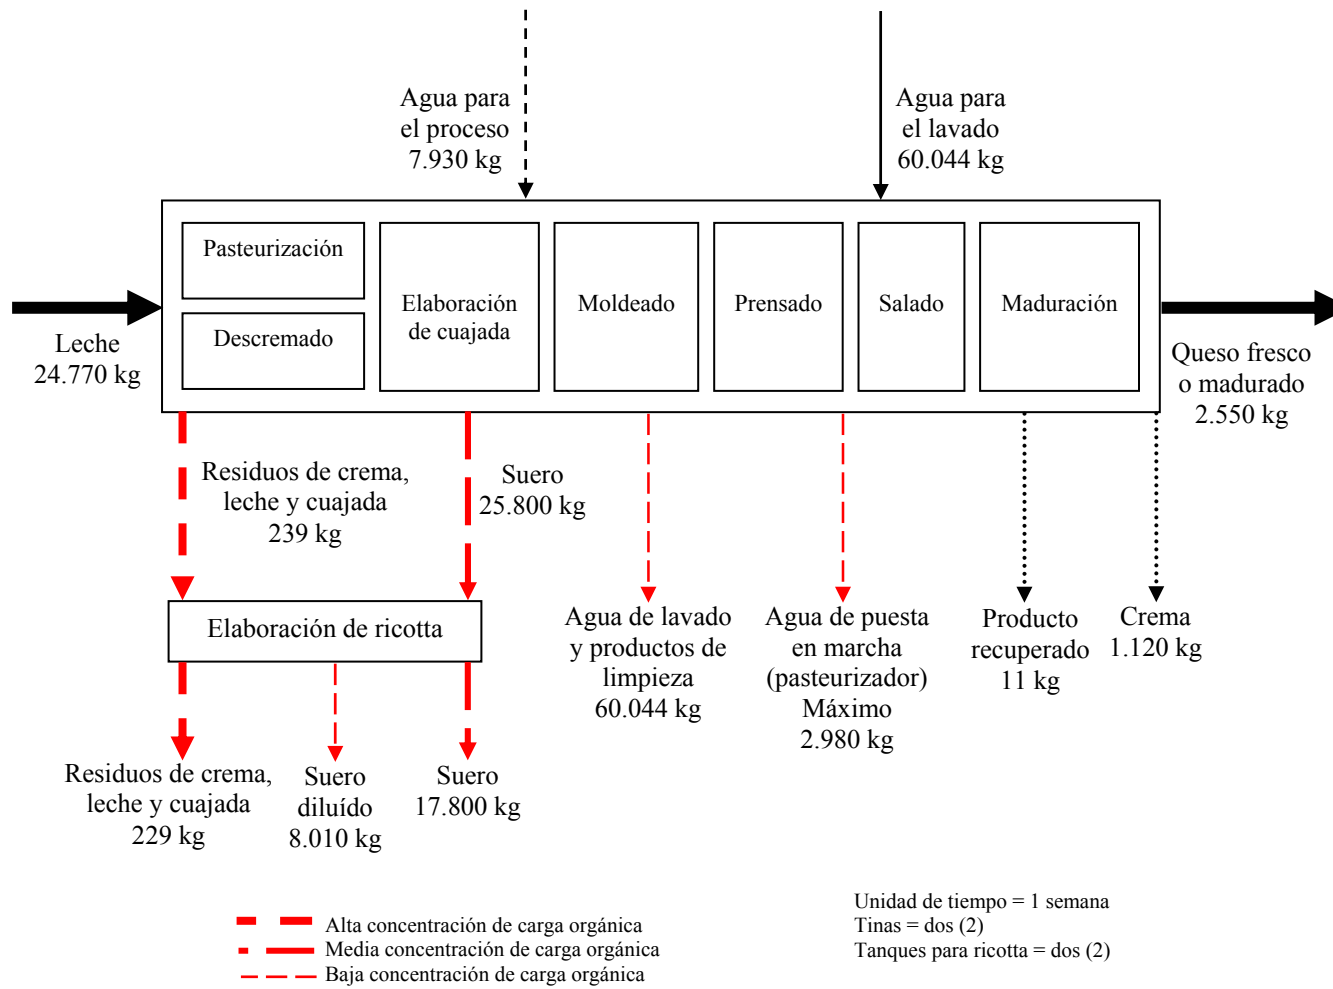 Agua para
el proceso
7.930 kg
Agua para
el lavado
60.044 kg
Pasteurización
Descremado
Elaboración
de cuajada
Moldeado
Prensado
Salado
Maduración
Leche
24.770 kg
Queso fresco
o madurado
2.550 kg
Residuos de crema,
leche y cuajada
239 kg
Suero
25.800 kg
Elaboración de ricotta
Agua de lavado
y productos de
limpieza
60.044 kg
Agua de puesta
en marcha
(pasteurizador)
Máximo
2.980 kg
Producto
recuperado
11 kg
Crema
1.120 kg
Residuos de crema,
leche y cuajada
229 kg
Suero
diluído
8.010 kg
Suero
17.800 kg
Alta concentración de carga orgánica
Media concentración de carga orgánica
Baja concentración de carga orgánica
Unidad de tiempo = 1 semana
Tinas = dos (2)
Tanques para ricotta = dos (2)